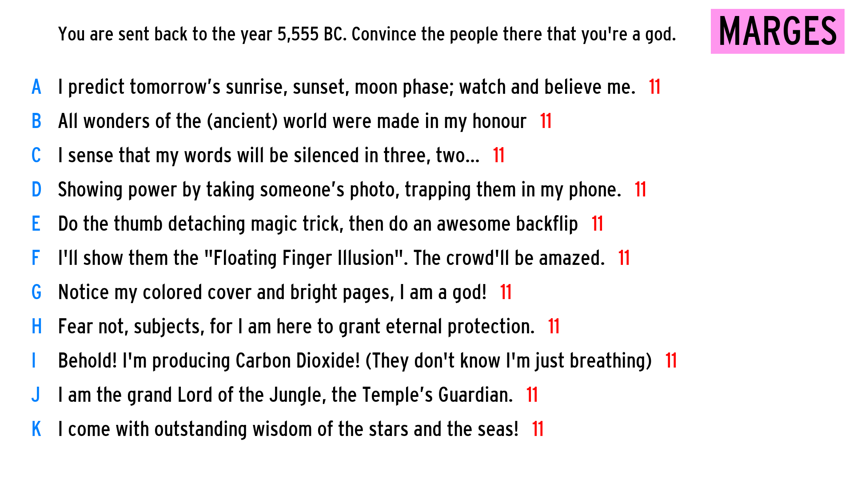 You are sent back to the year 5,555 BC. Convince the people there that you're a god.
MARGES
A I predict tomorrow's sunrise, sunset, moon phase; watch and believe me. 11
B All wonders of the (ancient) world were made in my honour 11
C I sense that my words will be silenced in three, two... 11
D Showing power by taking someone's photo, trapping them in my phone. 11
E Do the thumb detaching magic trick, then do an awesome backflip 11
F I'll show them the "Floating Finger Illusion". The crowd'll be amazed. 11
G Notice my colored cover and bright pages, I am a god! 11
H Fear not, subjects, for I am here to grant eternal protection. 11
I Behold! I'm producing Carbon Dioxide! (They don't know I'm just breathing) 11
J I am the grand Lord of the Jungle, the Temple's Guardian. 11
K I come with outstanding wisdom of the stars and the seas! 11